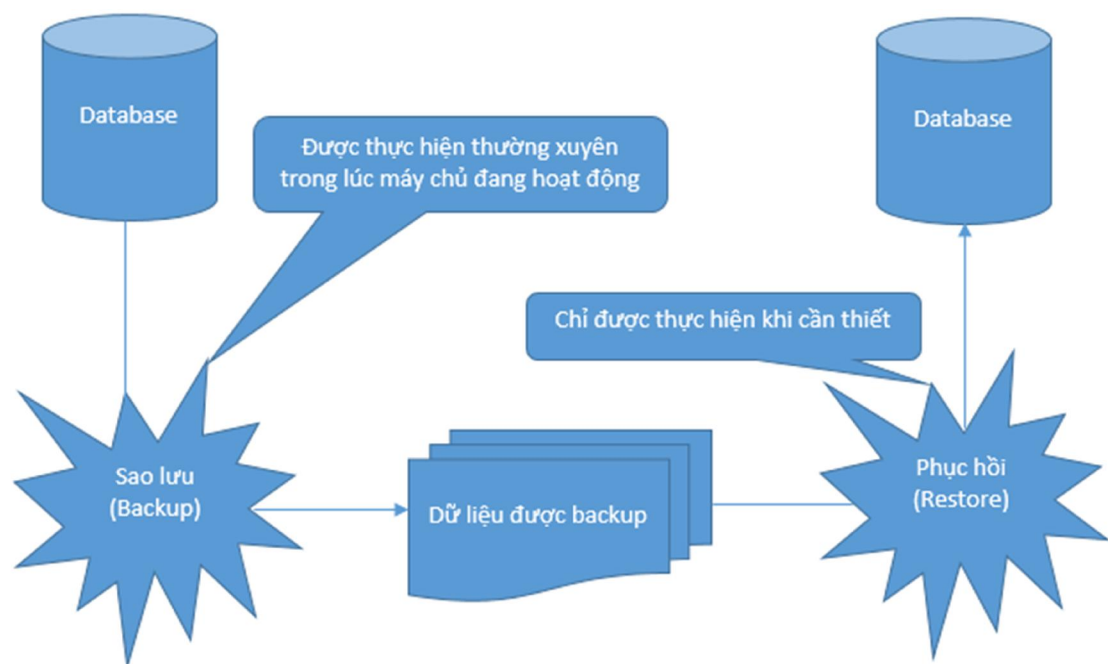 Database
Database
Được thực hiện thường xuyên
trong lúc máy chủ đang hoạt động
Chỉ được thực hiện khi cần thiết
Sao lưu
(Backup)
Dữ liệu được backup
Phục hồi
(Restore)